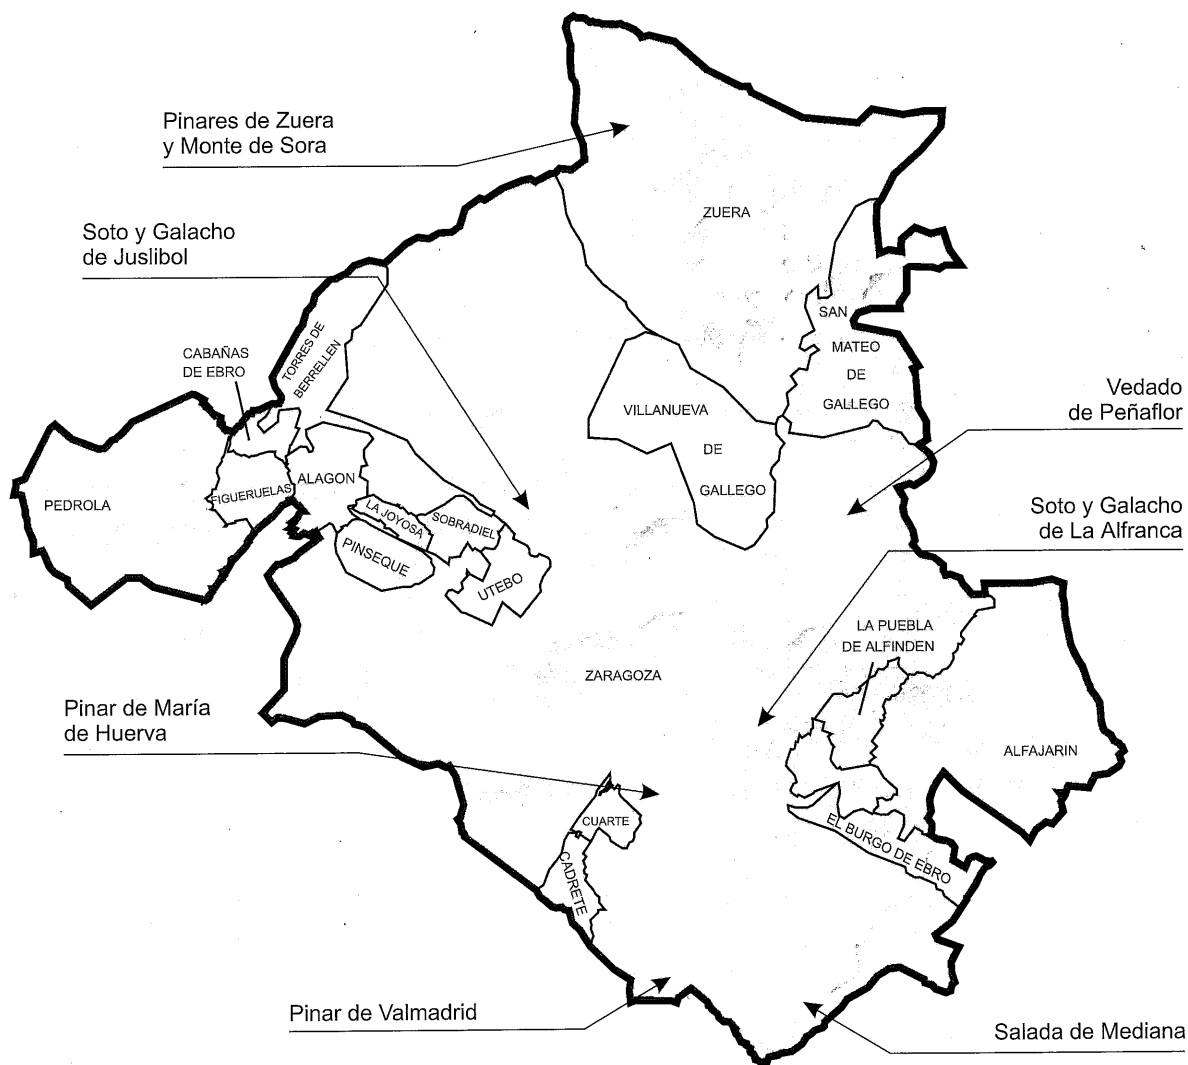 Pinares de Zuera
y Monte de Sora
ZUERA
Soto y Galacho
de Juslibol
SAN
MATEO
DE
GALLEGO
TORRES DE
BERRELLEN
CABAÑAS
DE EBRO
Vedado
de Peñaflor
VILLANUEVA
DE
GALLEGO
PEDROLA
FIGUERUELAS
ALAGON
LA JOYOSA
SOBRADIEL
PINSEQUE
UTEBO
Soto y Galacho
de La Alfranca
LA PUEBLA
DE ALFINDEN
ZARAGOZA
Pinar de María
de Huerva
ALFAJARIN
CUARTE
EL BURGO DE EBRO
CADRETE
Pinar de Valmadrid
Salada de Mediana